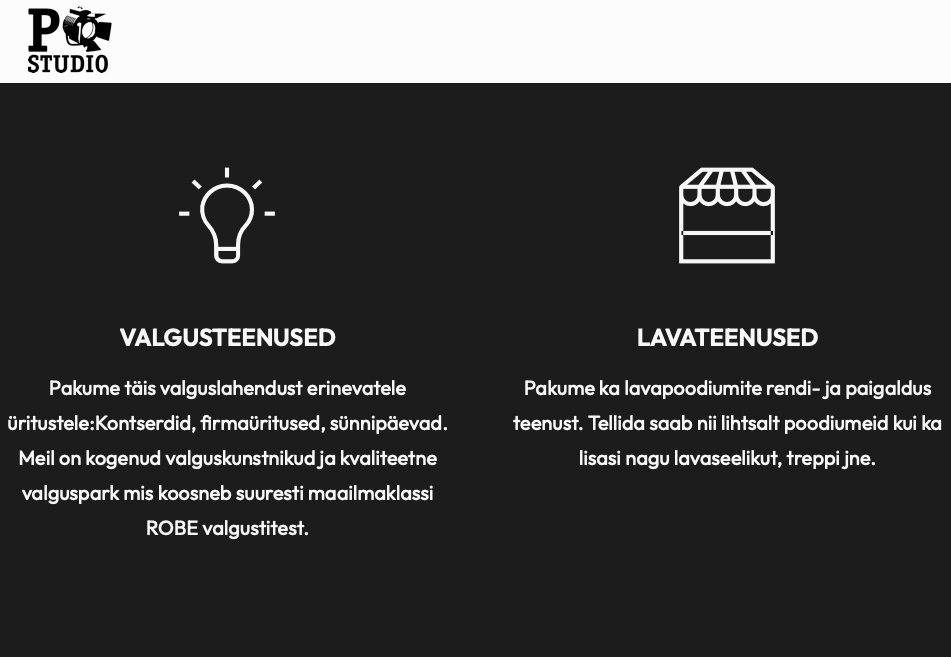 P10
STUDIO
VALGUSTEENUSED
Pakume täis valguslahendust erinevatele
üritustele:Kontserdid, firmaüritused, sünnipäevad.
Meil on kogenud valguskunstnikud ja kvaliteetne
valguspark mis koosneb suuresti maailmaklassi
ROBE valgustitest.
LAVATEENUSED
Pakume ka lavapoodiumite rendi- ja paigaldus
teenust. Tellida saab nii lihtsalt poodiumeid kui ka
lisasi nagu lavaseelikut, treppi jne.